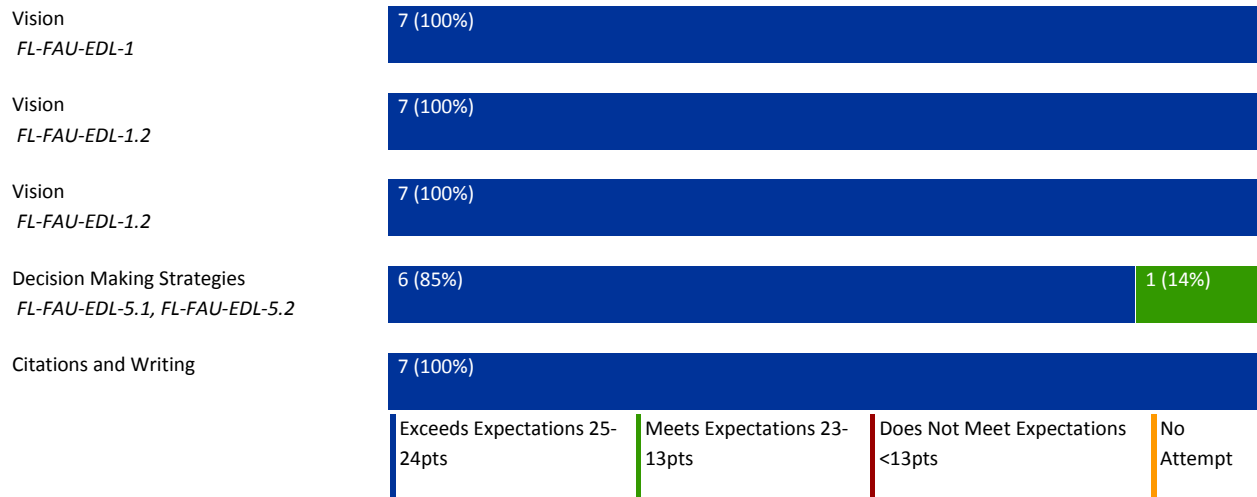 Vision
7 (100%)
FL-FAU-EDL-1
Vision
7 (100%)
FL-FAU-EDL-1.2
Vision
7 (100%)
FL-FAU-EDL-1.2
Decision Making Strategies
6 (85%)
1 (14%)
FL-FAU-EDL-5.1, FL-FAU-EDL-5.2
Citations and Writing
7 (100%)
Exceeds Expectations 25-
24pts
Meets Expectations 23-
13pts
Does Not Meet Expectations
<13pts
No
Attempt